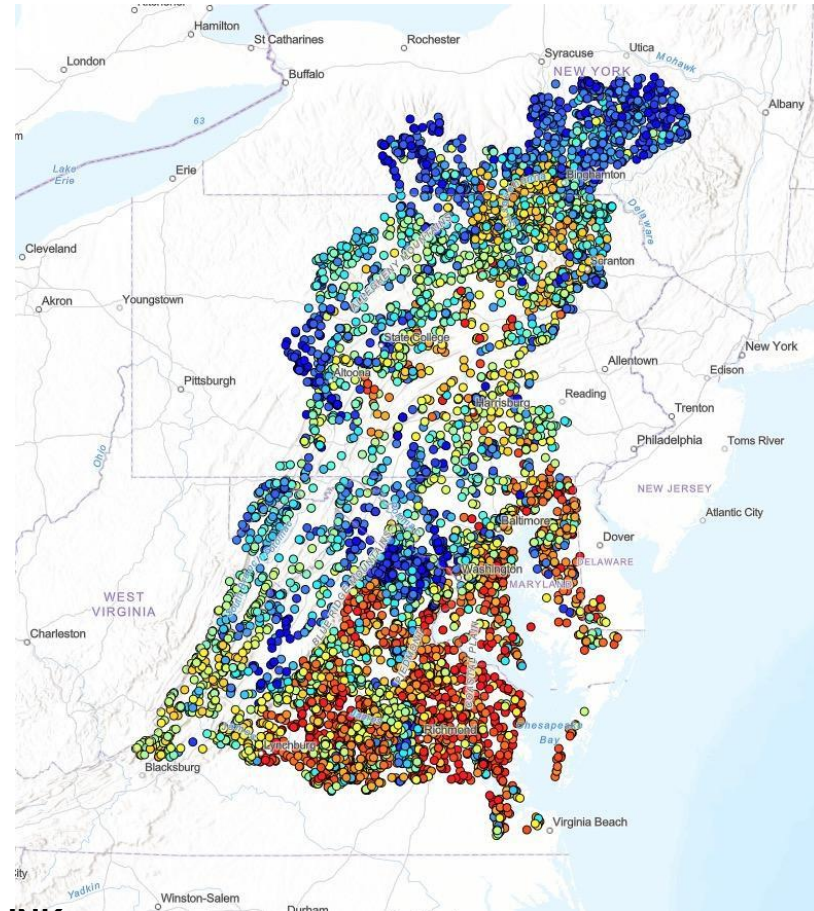 Hamilton
St Catharines
Rochester
Syracuse
Utica
London
NEW YORK
Mohawk
Buffalo
Albany
63
m
Lake
Erie
Erie
Binghamton
Delaware
Cleveland
Scranton
Akron
Youngstown
State College
New York
Allentown
Altoona
Edison
Pittsburgh
Reading
Harrisburg
Trenton
Ohio
Philadelphia
Toms River
NEW JERSEY
Atlantic City
Baltimore
Dover
Washington
DELAWARE
MARYLAND
WEST
VIRGINIA
Charleston
Chesapeake
Bay
Richmond
Lynchburg
Blacksburg
Virginia Beach
ity
Yadkin
Winston-Salem
Durham